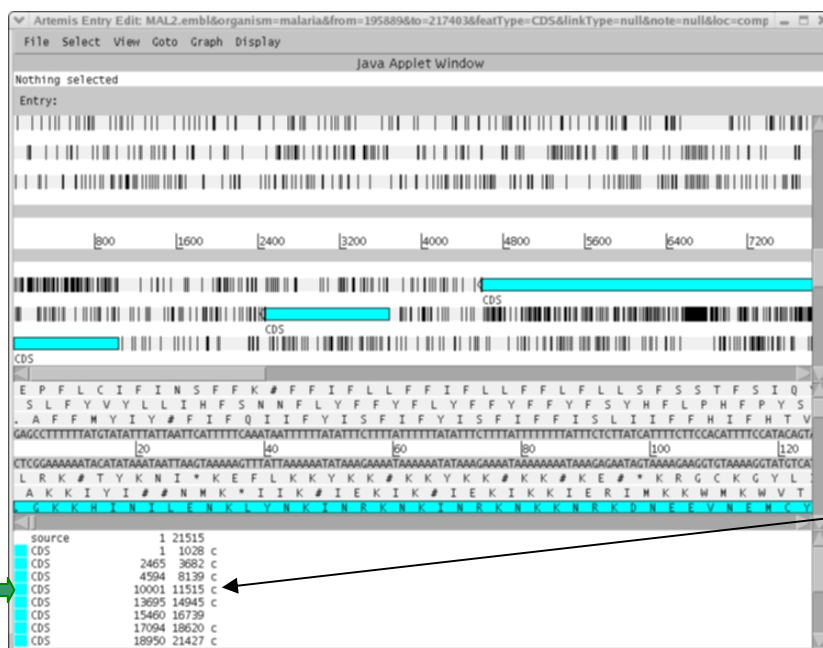 Artemis Entry Edit: MAL2.embl&organism=malaria&from=195889&to=217403&featType=CDS&linkType=null&note=null&loc=comp
File Select View Goto Graph Display
Java Applet Window
Nothing selected
Entry:
800 1600 2400 3200 4000 4800 5600 6400 7200
CDS
CDS
CDS
E P F L C I F I N S F F K # F F I F L L F F I F L L F F L F L L S F S S T F S I Q
S L F Y V Y L L I H F S N N F L Y F F Y F L Y F F Y F F Y F S Y H F L P H F P Y S
. A F F M Y I Y # F I F Q I I F Y I S F I F Y I S F I F F I S L I I F F H I F H T V
GAGCCTTTTTTATGTATATTTATTAATTCATTTTTCAAATAATTTTTTATATTTCTTTTATTTTTTATATTTCTTTTATTTTTTTTATTTCTCTTATCATTTTCTTCCACATTTTCCATACAGTA
20 40 60 80 100 120
CTCGGAAAAAATACATATAAATAATTAAGTAAAAAGTTTATTAAAAAATATAAAGAAAATAAAAAATATAAAGAAAATAAAAAAAATAAAGAGAATAGTAAAAGAAGGTGTAAAAGGTATGTCAT
L R K # T Y K N I * K E F L K K Y K K # K K Y K K # K K # K E # * K R G C K G Y L
A K K I Y I # # N M K * I I K # I E K I K # I E K I K K I E R I M K K W M K W V T
L G K K H I N I L E N K L Y N K I N R K N K I N R K N K K N R K D N E E V N E M C Y
source 1 21515
CDS 1 1028 c
CDS 2465 3682 c
CDS 4594 8139 c
CDS 10001 11515 c
CDS 13695 14945 c
CDS 15460 16739
CDS 17094 18620 c
CDS 18950 21427 c